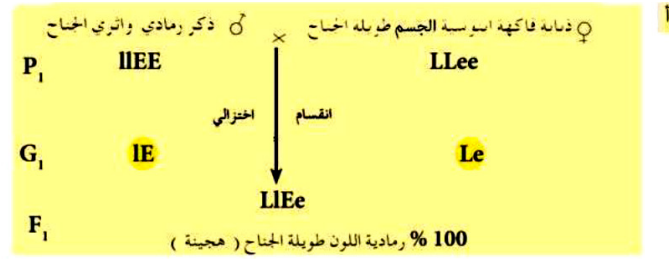 أ
♀ ذبابة فاكهة ابنوسية الجسم طويلة الجناح × ♂ ذكر رمادي واثري الجناح
P₁ llEE LLee
انقسام اختزالي
G₁ lE Le
LlEe
F₁
100 % رمادية اللون طويلة الجناح ( هجينة )